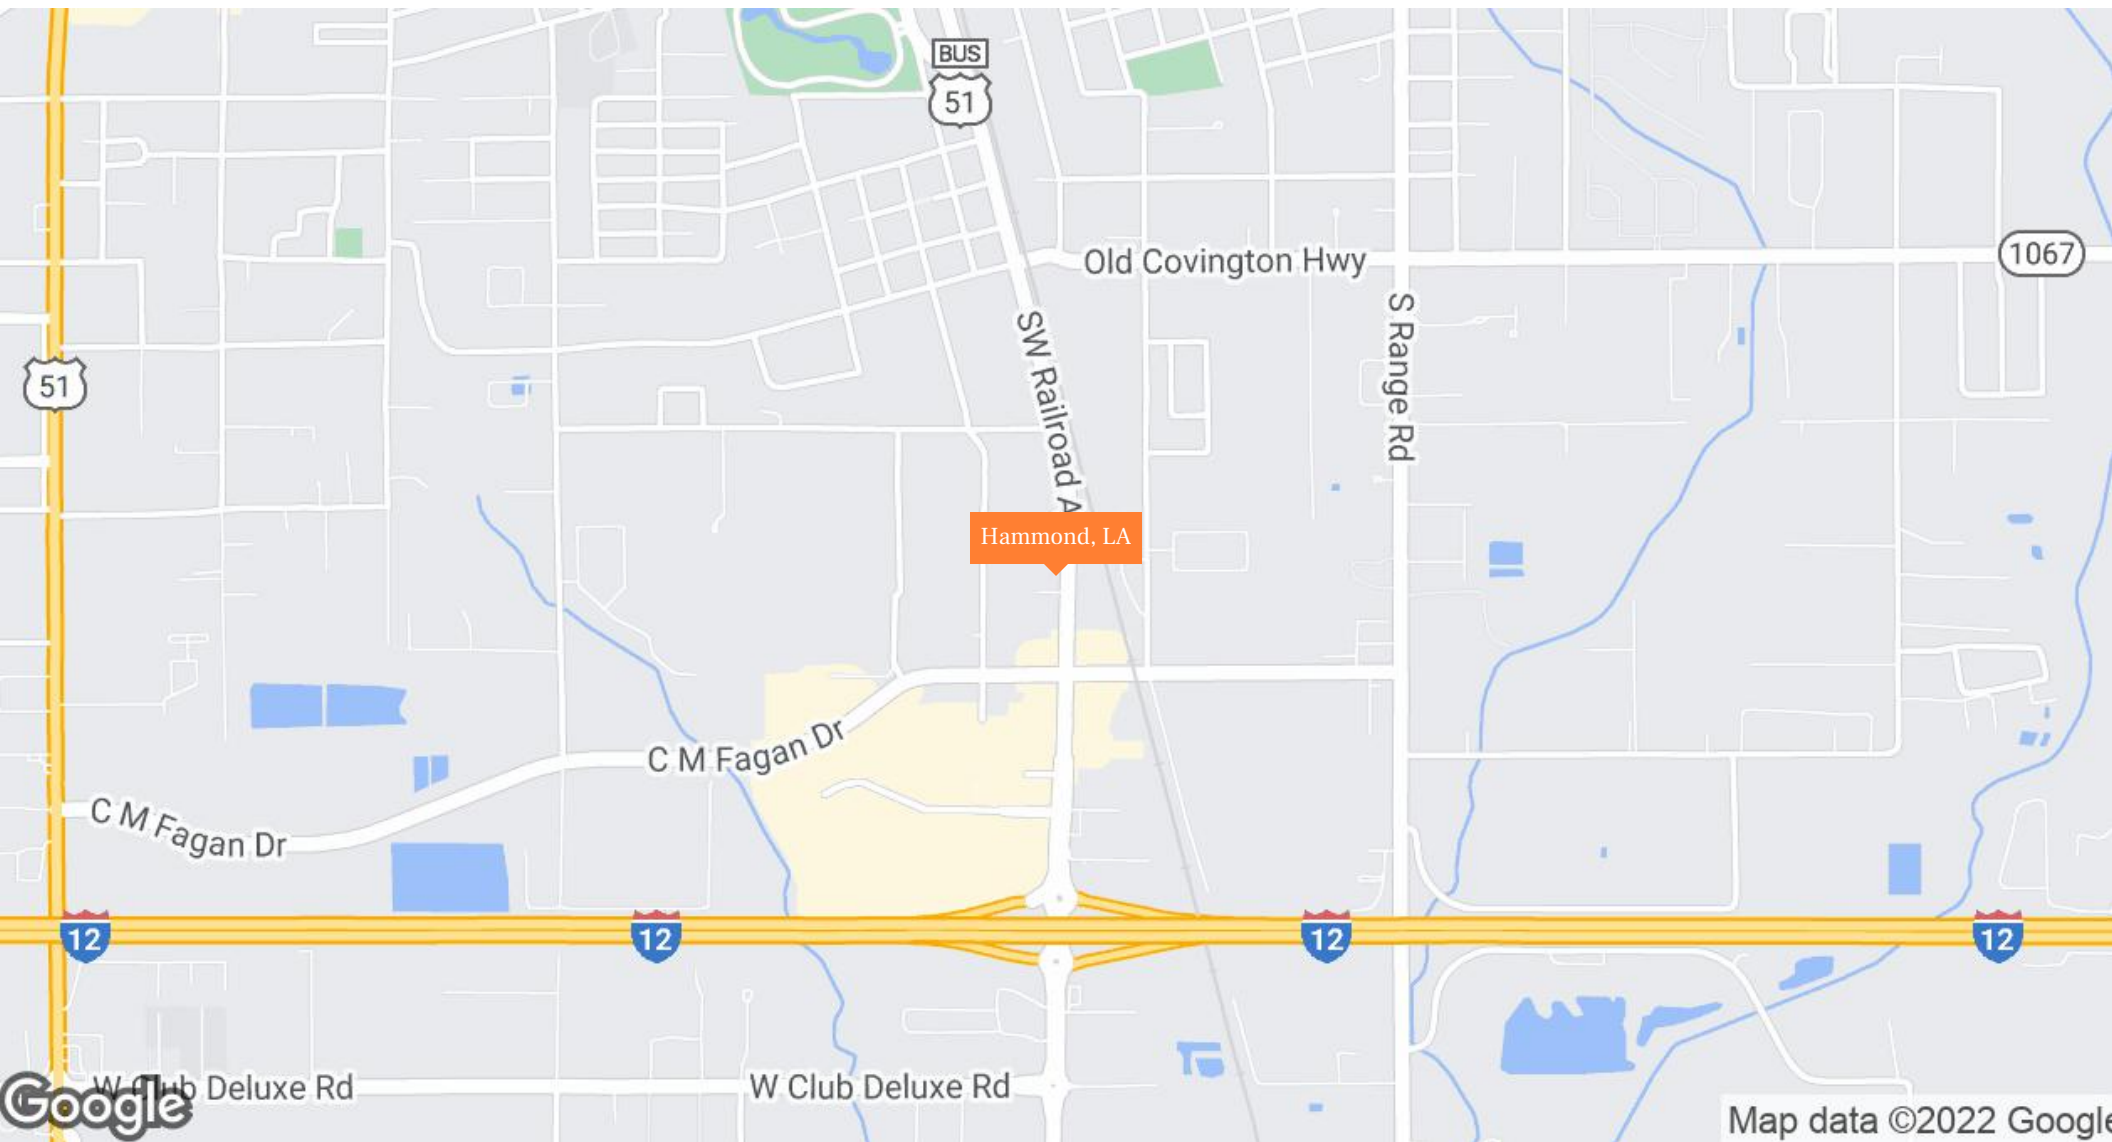 BUS
51
Old Covington Hwy
1067
S Range Rd
SW Railroad A
51
Hammond, LA
C M Fagan Dr
C M Fagan Dr
12
12
12
12
W Club Deluxe Rd
W Club Deluxe Rd
Google
Map data ©2022 Google